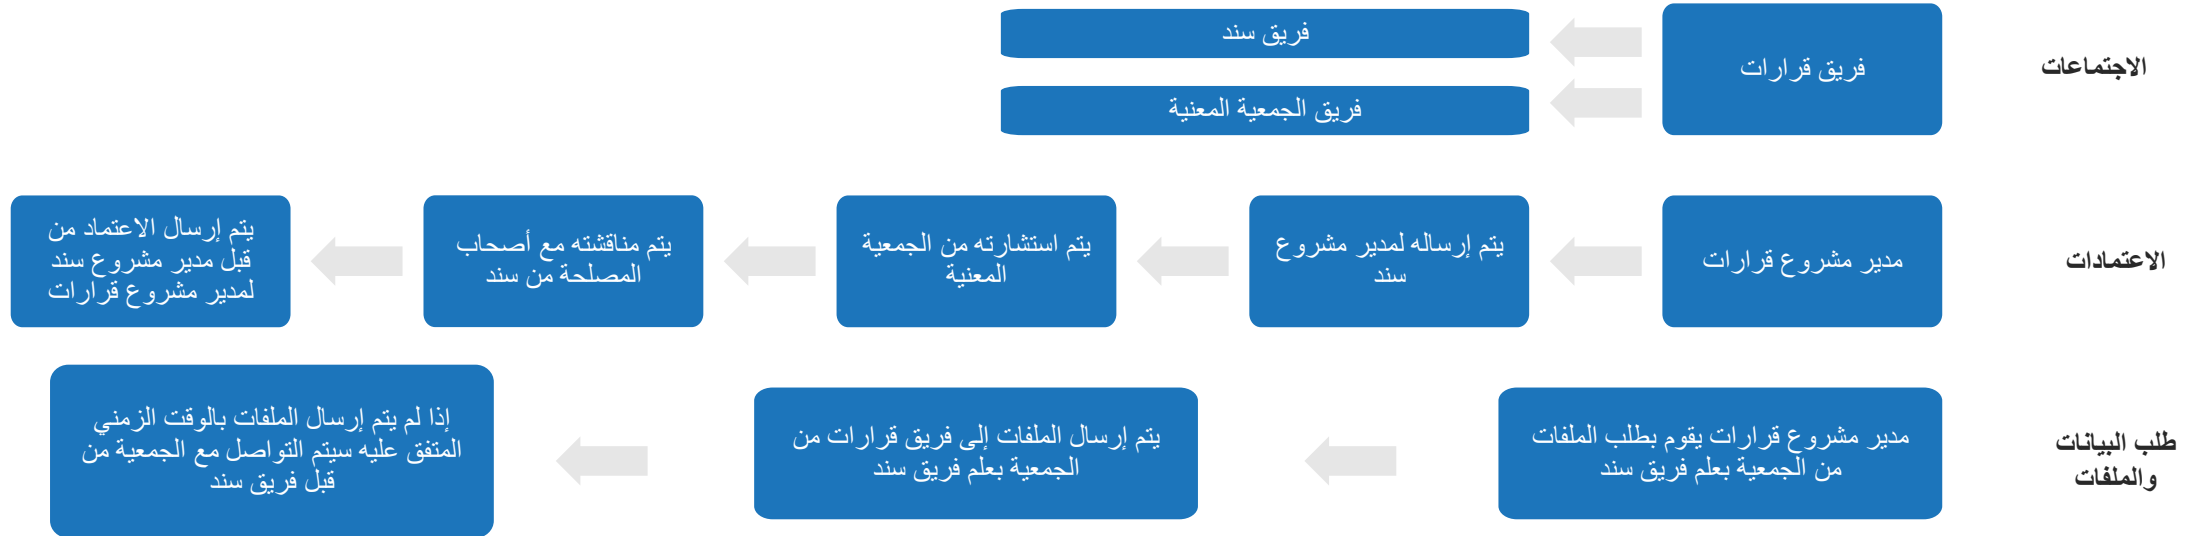 الاجتماعات
فريق قرارات
فريق سند
فريق الجمعية المعنية
الاعتمادات
مدير مشروع قرارات
يتم إرساله لمدير مشروع
سند
يتم استشارته من الجمعية
المعنية
يتم مناقشته مع أصحاب
المصلحة من سند
يتم إرسال الاعتماد من
قبل مدير مشروع سند
لمدير مشروع قرارات
طلب البيانات
والملفات
مدير مشروع قرارات يقوم بطلب الملفات
من الجمعية بعلم فريق سند
يتم إرسال الملفات إلى فريق قرارات من
الجمعية بعلم فريق سند
إذا لم يتم إرسال الملفات بالوقت الزمني
المتفق عليه سيتم التواصل مع الجمعية من
قبل فريق سند